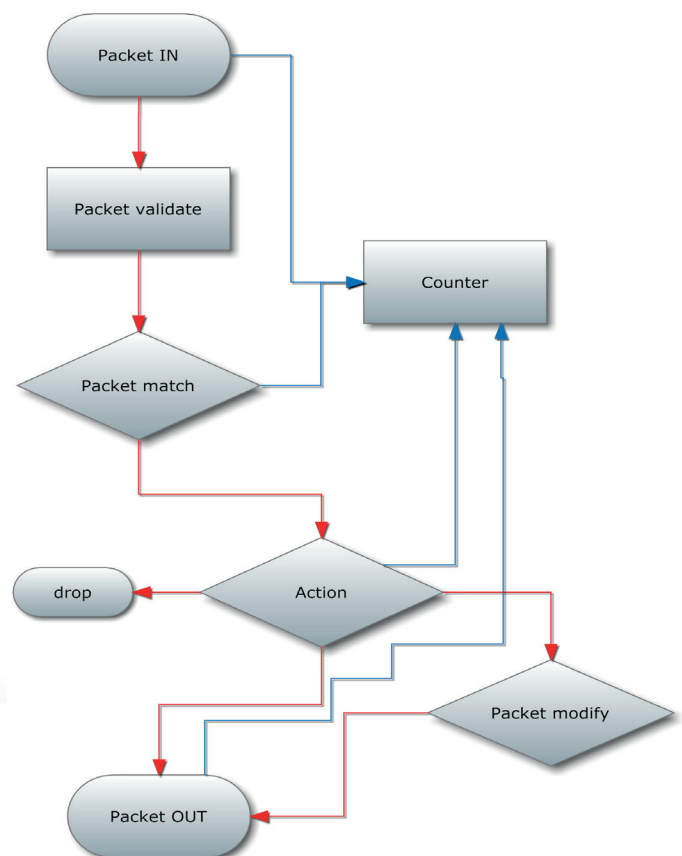 Packet IN
Packet validate
Counter
Packet match
Action
drop
Packet modify
Packet OUT